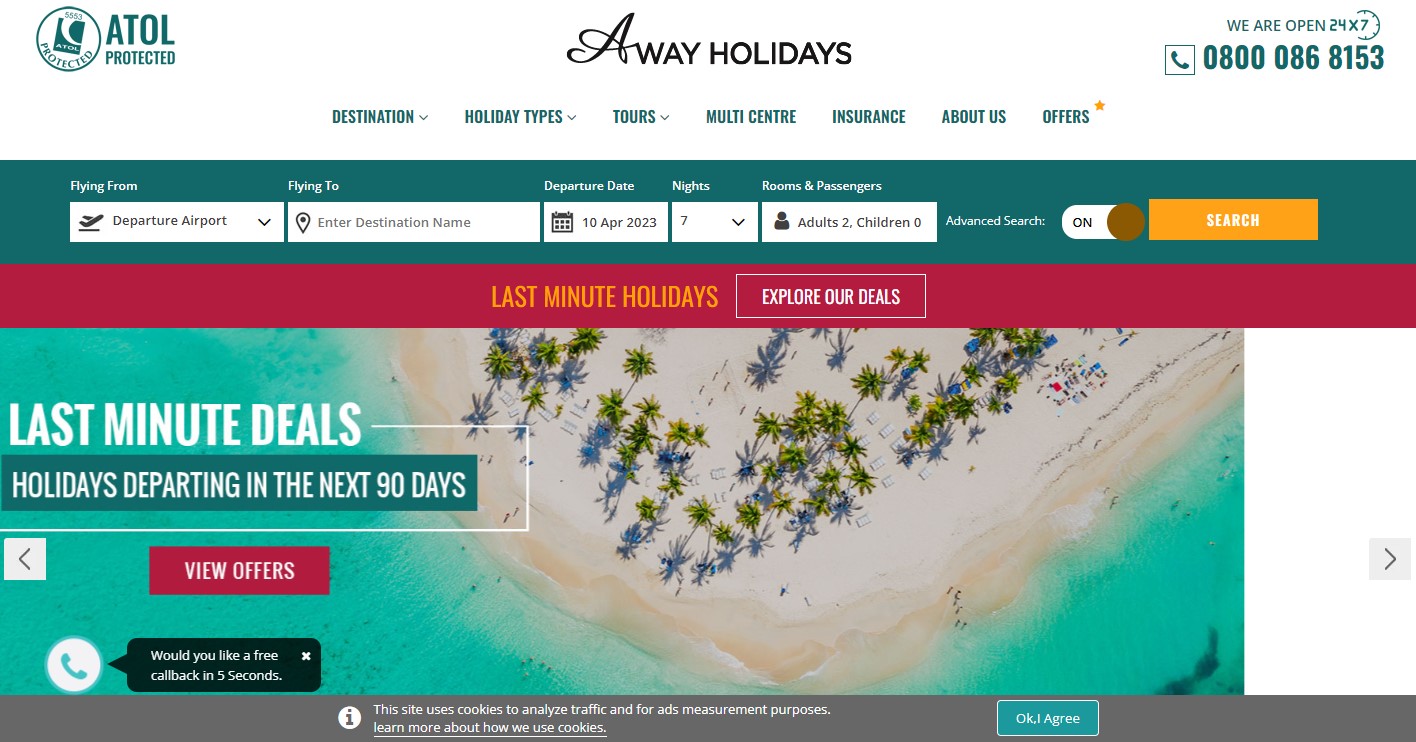 5553
ATOL
PROTECTED
ATOL
PROTECTED
AWAY HOLIDAYS
WE ARE OPEN 24X7
0800 086 8153
DESTINATION
HOLIDAY TYPES
TOURS
MULTI CENTRE
INSURANCE
ABOUT US
OFFERS
Flying From
Flying To
Departure Date
Nights
Rooms & Passengers
Departure Airport
Enter Destination Name
10 Apr 2023
7
Adults 2, Children 0
Advanced Search:
ON
SEARCH
LAST MINUTE HOLIDAYS
EXPLORE OUR DEALS
LAST MINUTE DEALS
HOLIDAYS DEPARTING IN THE NEXT 90 DAYS
VIEW OFFERS
Would you like a free
callback in 5 Seconds.
This site uses cookies to analyze traffic and for ads measurement purposes.
learn more about how we use cookies.
Ok,I Agree